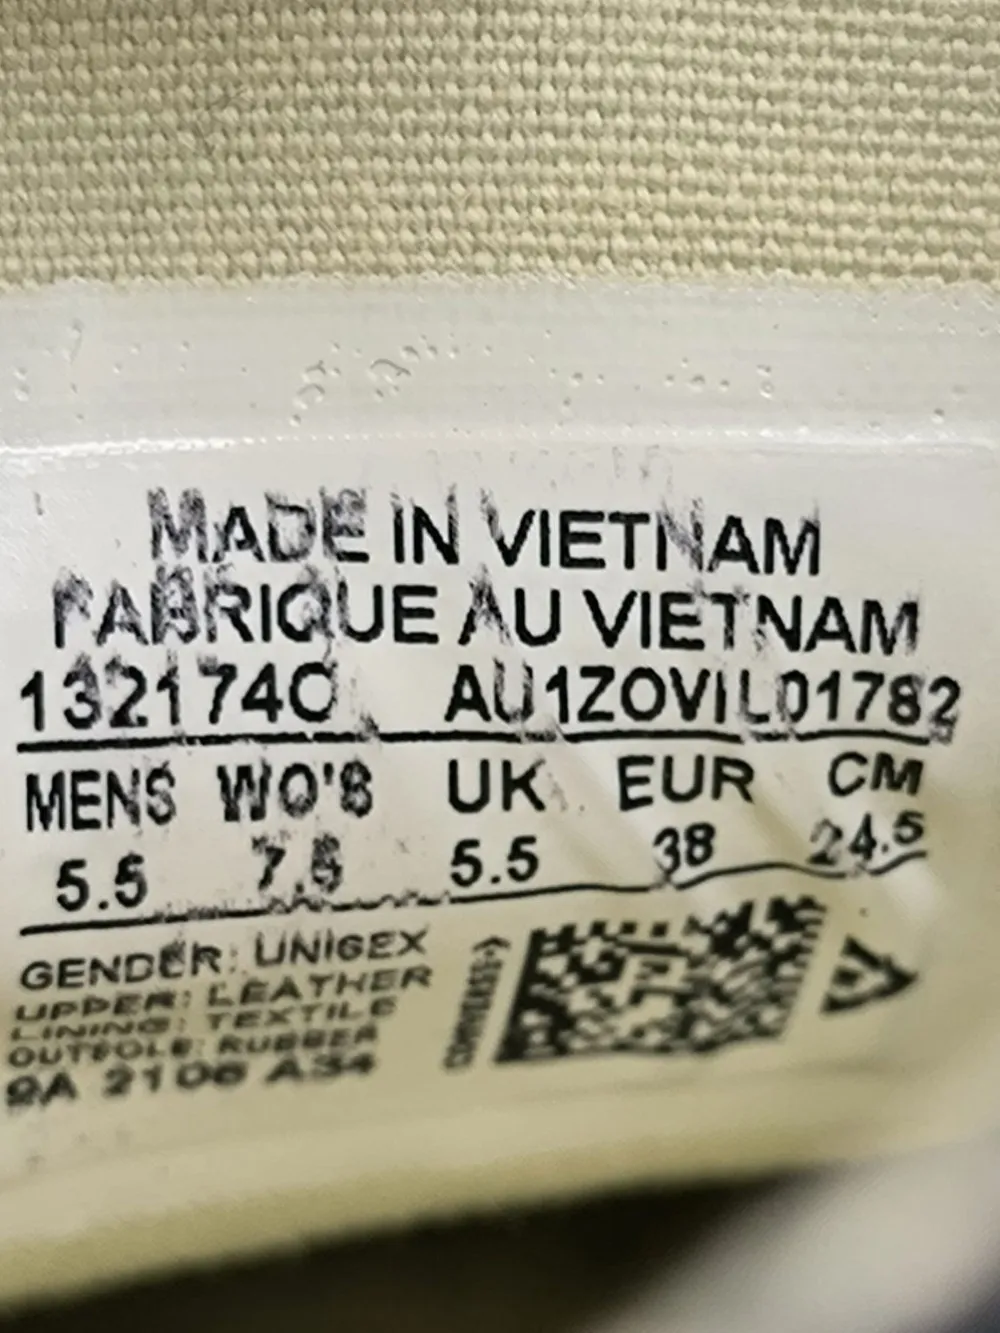 MADE IN VIETNAM
FABRIQUE AU VIETNAM
132174C AU1ZOVIL01782
MENS WO'S UK EUR CM
5.5 7.5 5.5 38 24.5
GENDER: UNISEX
UPPER: LEATHER
LINING: TEXTILE
OUTSOLE: RUBBER
2106 A34
CONVERSE